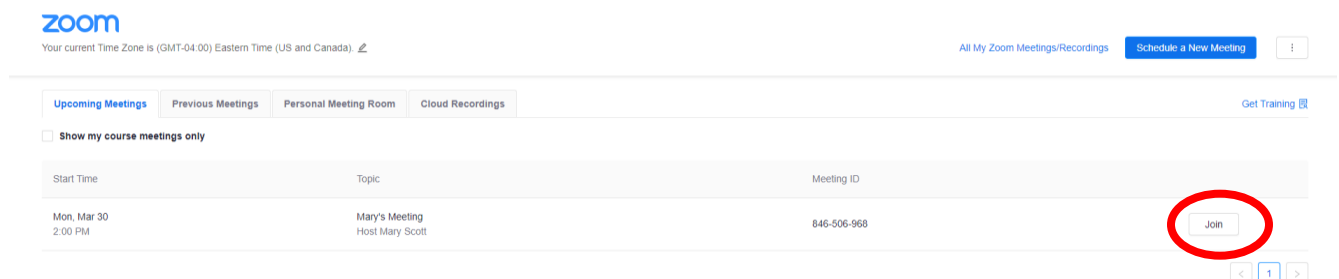 zoom
Your current Time Zone is (GMT-04:00) Eastern Time (US and Canada).
All My Zoom Meetings/Recordings
Schedule a New Meeting
Upcoming Meetings
Previous Meetings
Personal Meeting Room
Cloud Recordings
Get Training
Show my course meetings only
Start Time
Topic
Meeting ID
Mon, Mar 30
2:00 PM
Mary's Meeting
Host Mary Scott
846-506-968
Join
< 1 >